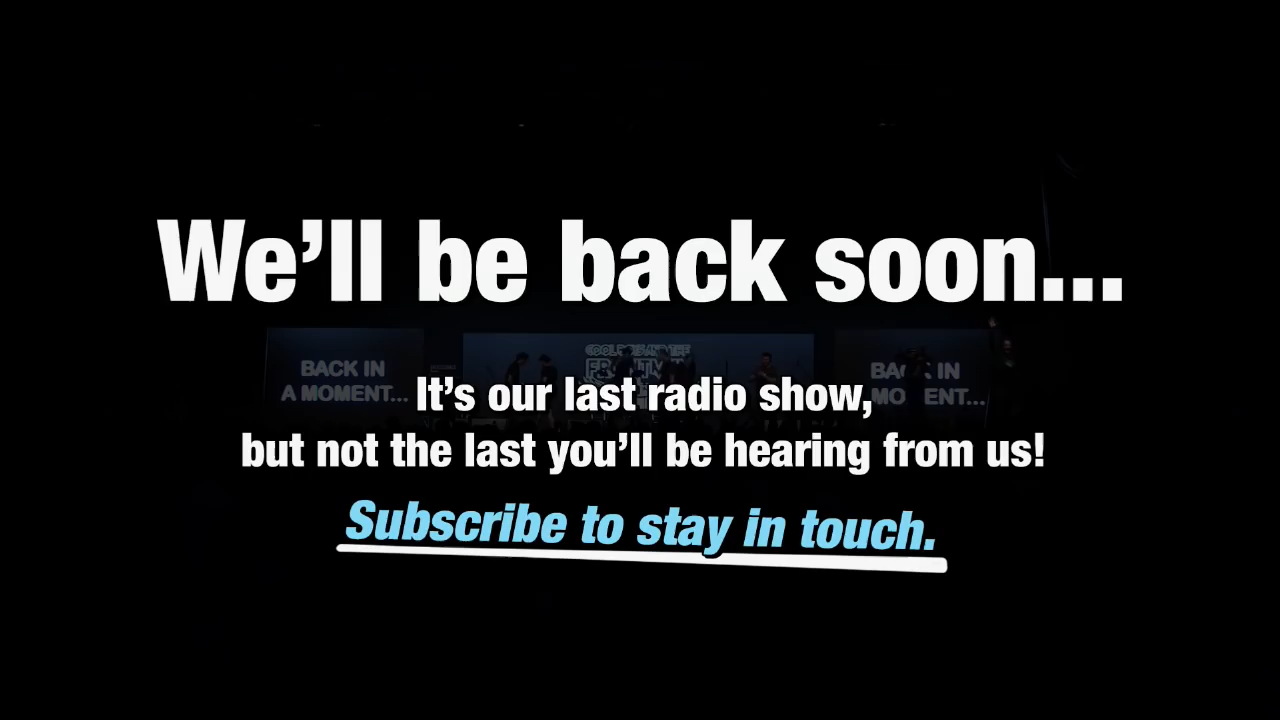 We’ll be back soon...
BACK IN
A MOMENT...
BACK IN
MOMENT...
It’s our last radio show,
but not the last you’ll be hearing from us!
Subscribe to stay in touch.